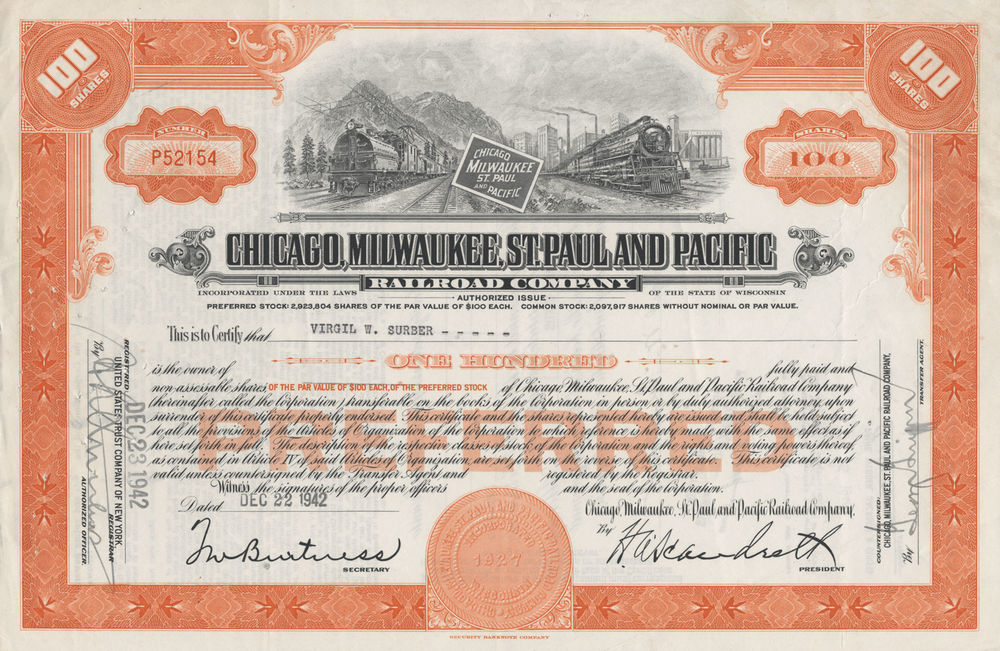 100
SHARES
100
SHARES
NUMBER
P52154
SHARES
100
CHICAGO
MILWAUKEE
ST. PAUL
AND
PACIFIC
CHICAGO, MILWAUKEE, ST. PAUL AND PACIFIC
RAILROAD COMPANY
INCORPORATED UNDER THE LAWS OF THE STATE OF WISCONSIN
AUTHORIZED ISSUE
PREFERRED STOCK: 2,923,804 SHARES OF THE PAR VALUE OF $100 EACH. COMMON STOCK: 2,097,917 SHARES WITHOUT NOMINAL OR PAR VALUE.
This is to Certify that VIRGIL W. SURBER - - - - -
is the owner of ONE HUNDRED fully paid and
non-assessable shares OF THE PAR VALUE OF $100 EACH, OF THE PREFERRED STOCK of Chicago, Milwaukee, St. Paul and Pacific Railroad Company
(hereinafter called the Corporation) transferable on the books of the Corporation in person or by duly authorized attorney upon
surrender of this certificate properly endorsed. This certificate and the shares represented hereby are issued and shall be held subject
to all the provisions of the Articles of Organization of the Corporation to which reference is hereby made with the same effect as if
here set forth in full. The description of the respective classes of stock of the Corporation and the rights and voting powers thereof,
as contained in Article IV of said Articles of Organization, are set forth on the reverse of this certificate. This certificate is not
valid unless countersigned by the Transfer Agent and registered by the Registrar.
PREFERRED
Witness the signatures of the proper officers and the seal of the Corporation.
Dated DEC 22 1942
Chicago, Milwaukee, St. Paul and Pacific Railroad Company,
TW Burtness
SECRETARY
By H A Scandrett
PRESIDENT
1927
REGISTERED DEC 23 1942
UNITED STATES TRUST COMPANY OF NEW YORK,
REGISTRAR
By
AUTHORIZED OFFICER.
COUNTERSIGNED:
CHICAGO, MILWAUKEE, ST. PAUL AND PACIFIC RAILROAD COMPANY,
TRANSFER AGENT.
By
SECURITY BANKNOTE COMPANY